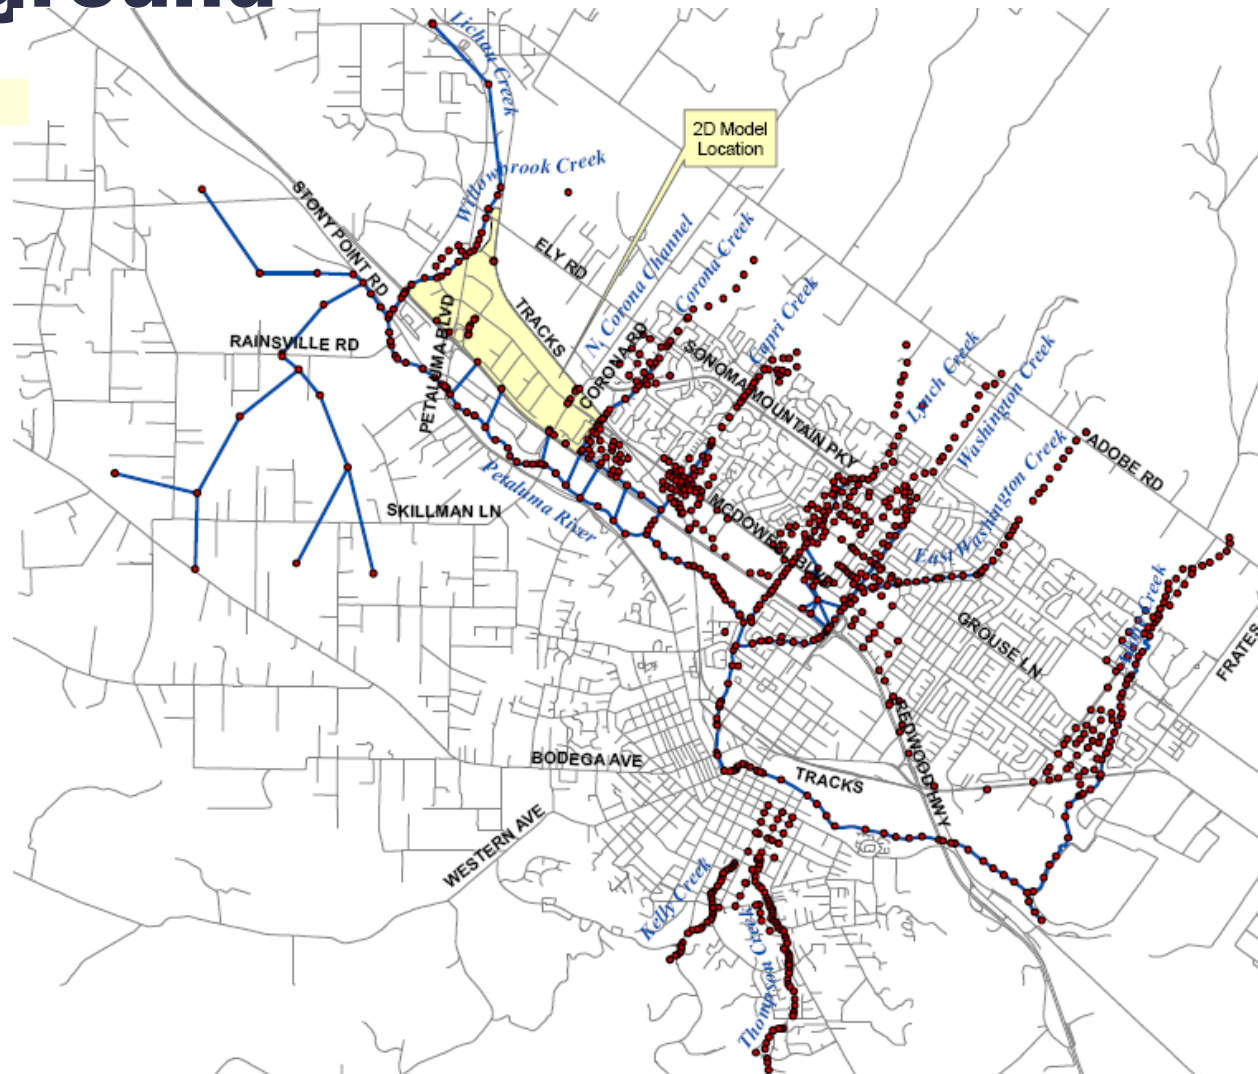 ground
Lichau Creek
2D Model
Location
Willowbrook Creek
STONY POINT RD
ELY RD
N. Corona Channel
Corona Creek
Capri Creek
TRACKS
RAINSVILLE RD
PETALUMA BLVD
CORONA RD
SONOMA MOUNTAIN PKY
Lynch Creek
Washington Creek
ADOBE RD
East Washington Creek
Petaluma River
SKILLMAN LN
MCDOWELL BLVD
GROUSE LN
Creek
FRATES
REDWOOD HWY
BODEGA AVE
TRACKS
WESTERN AVE
Kelly Creek
Thompson Creek